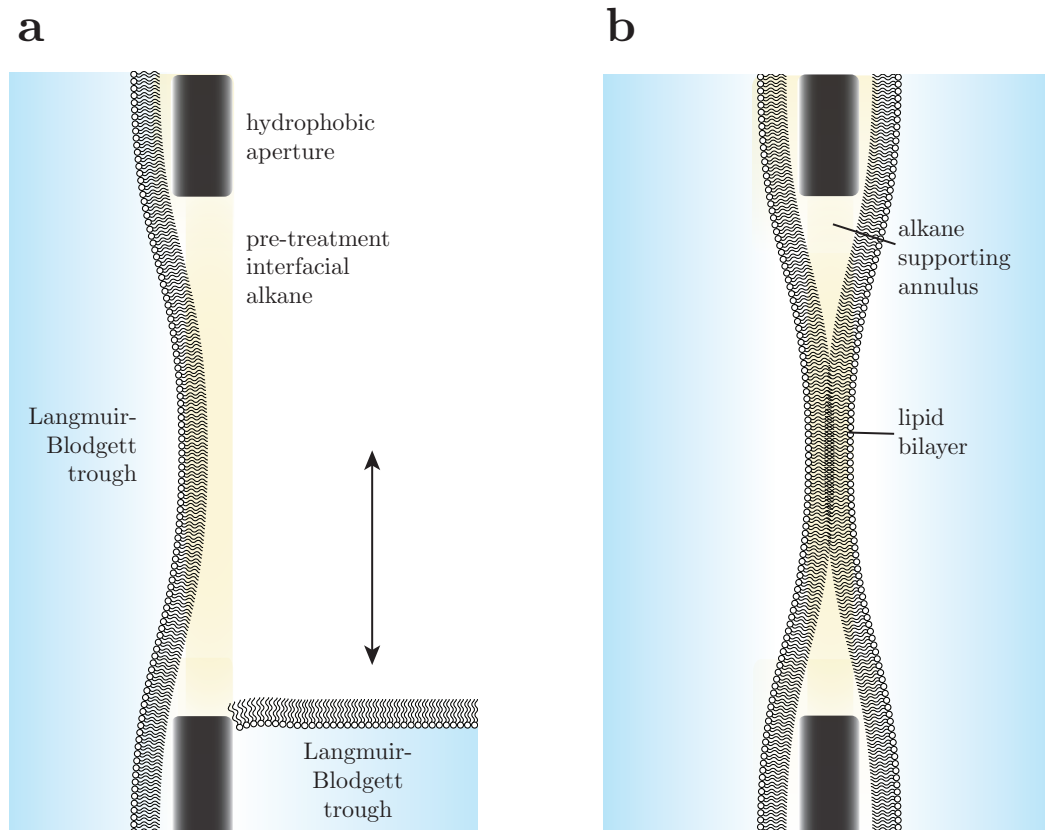 a
hydrophobic
aperture
pre-treatment
interfacial
alkane
Langmuir-
Blodgett
trough
Langmuir-
Blodgett
trough
b
alkane
supporting
annulus
lipid
bilayer